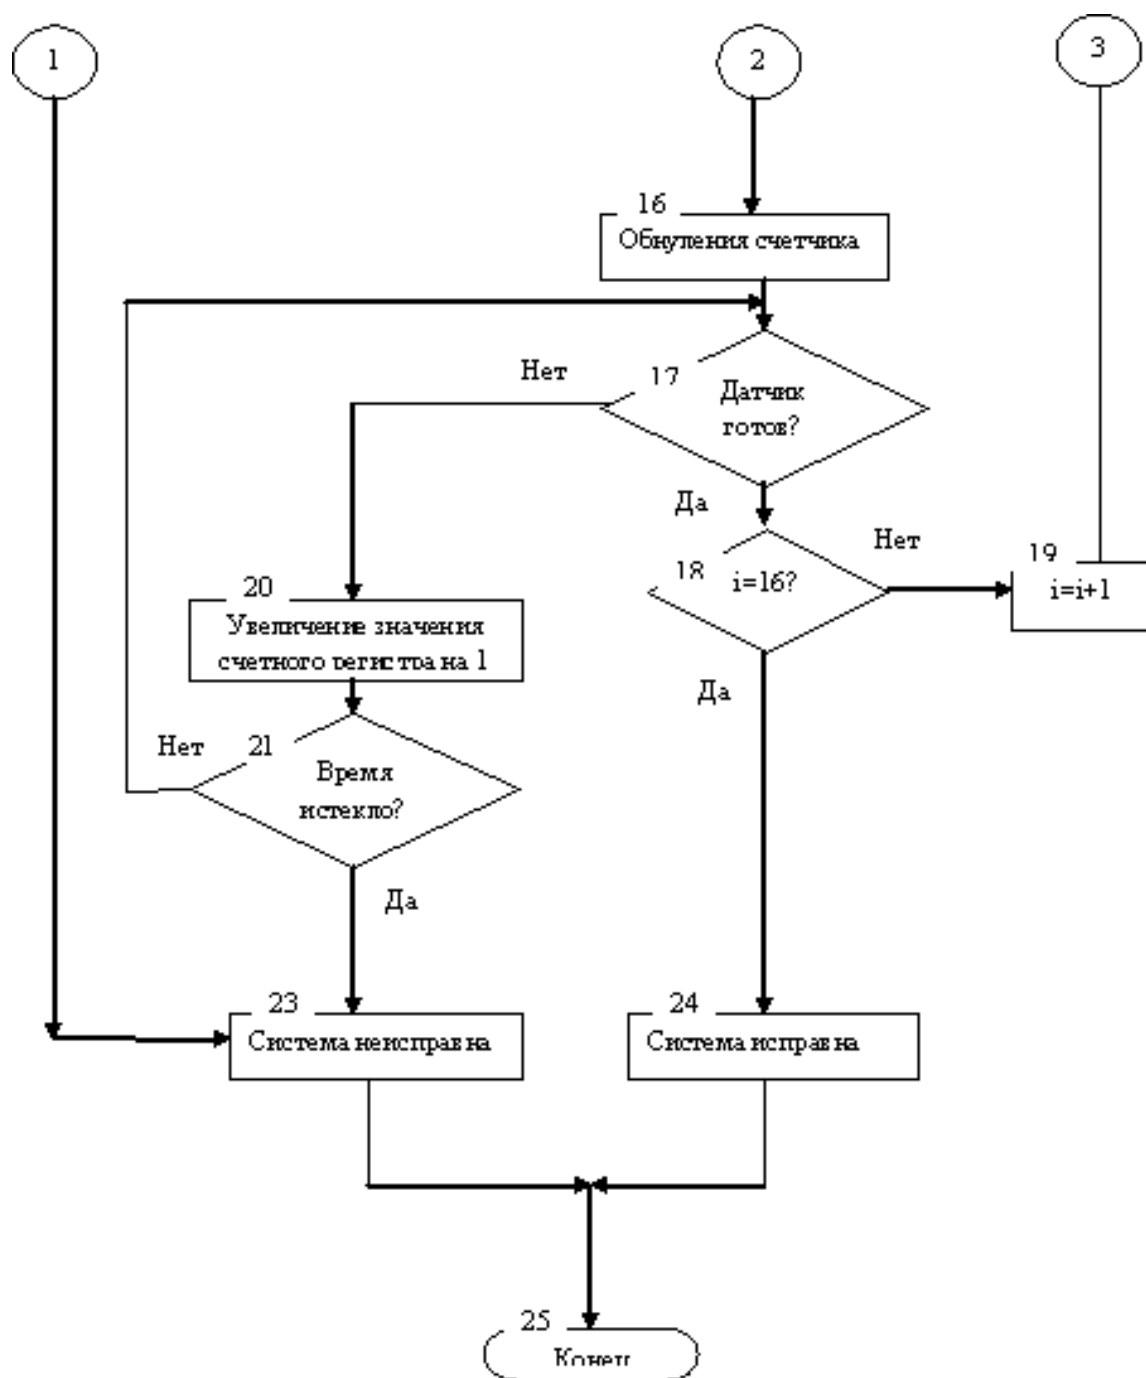 1
2
3
16
Обнуления счетчика
Нет
17
Датчик
готов?
Да
Нет
18
i=16?
19
i=i+1
20
Увеличение значения
счетного регистра на 1
Да
Нет
21
Время
истекло?
Да
23
Система неисправна
24
Система исправна
25
Конец